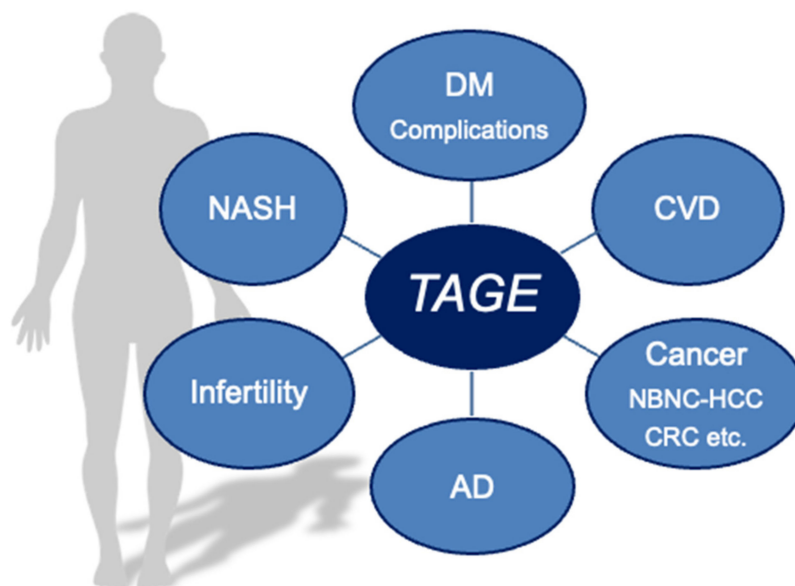 DM
Complications
NASH
CVD
TAGE
Infertility
Cancer
NBNC-HCC
CRC etc.
AD